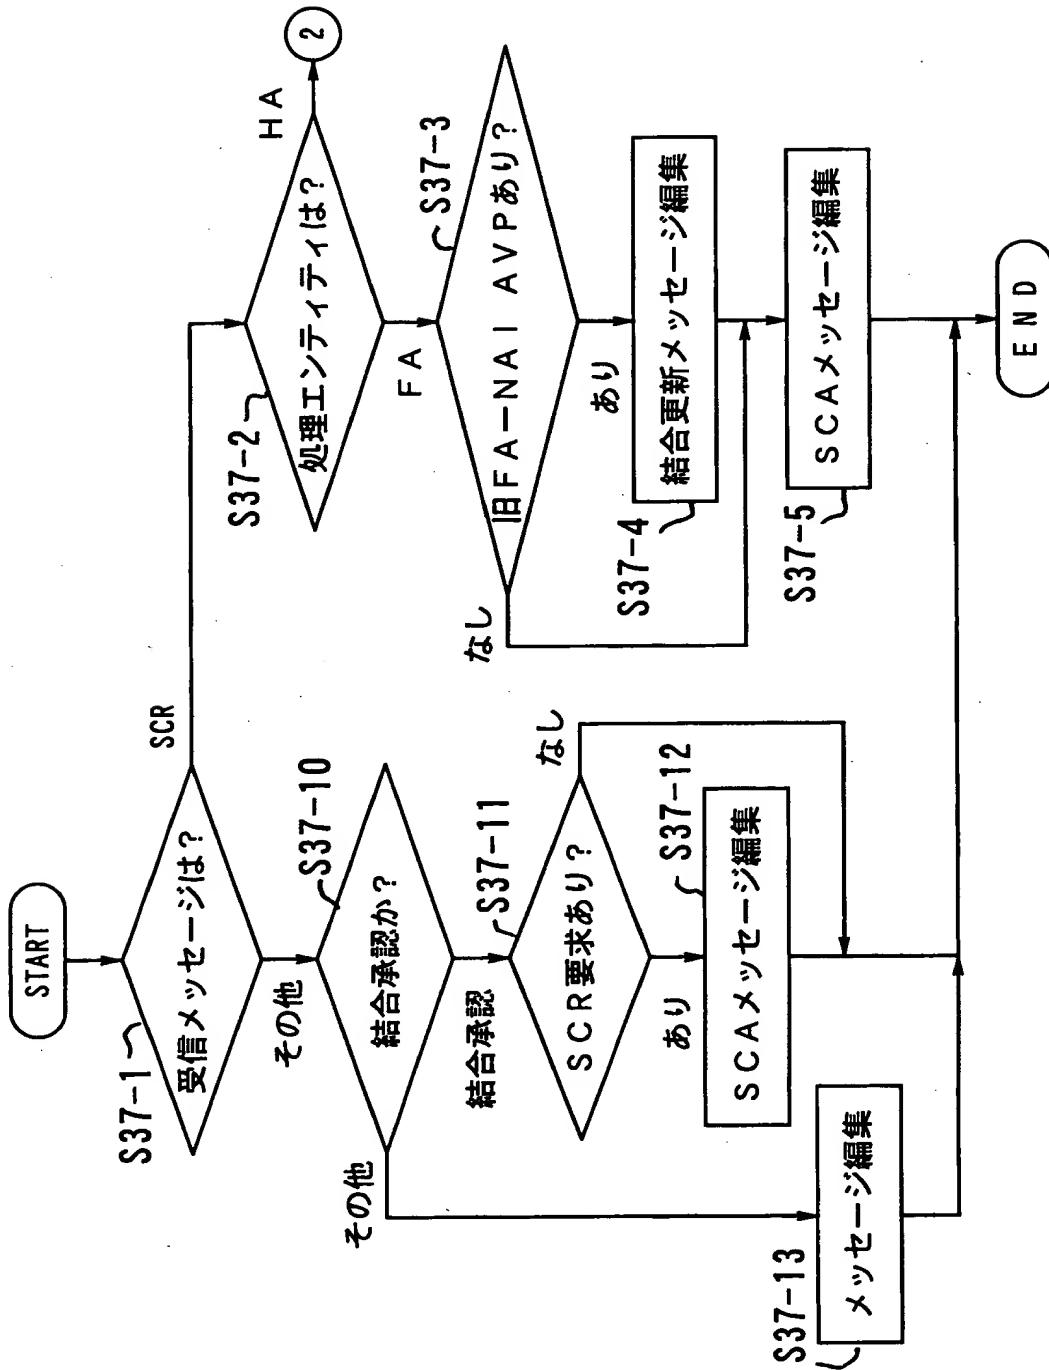 START
S37-1
受信メッセージは?
SCR
その他
S37-2
処理エンティティは?
HA
2
FA
S37-3
旧FA-NAI AVPあり?
なし
あり
S37-4
結合更新メッセージ編集
S37-5
SCAメッセージ編集
S37-10
結合承認か?
その他
結合承認
S37-11
SCR要求あり?
なし
あり
S37-12
SCAメッセージ編集
S37-13
メッセージ編集
END